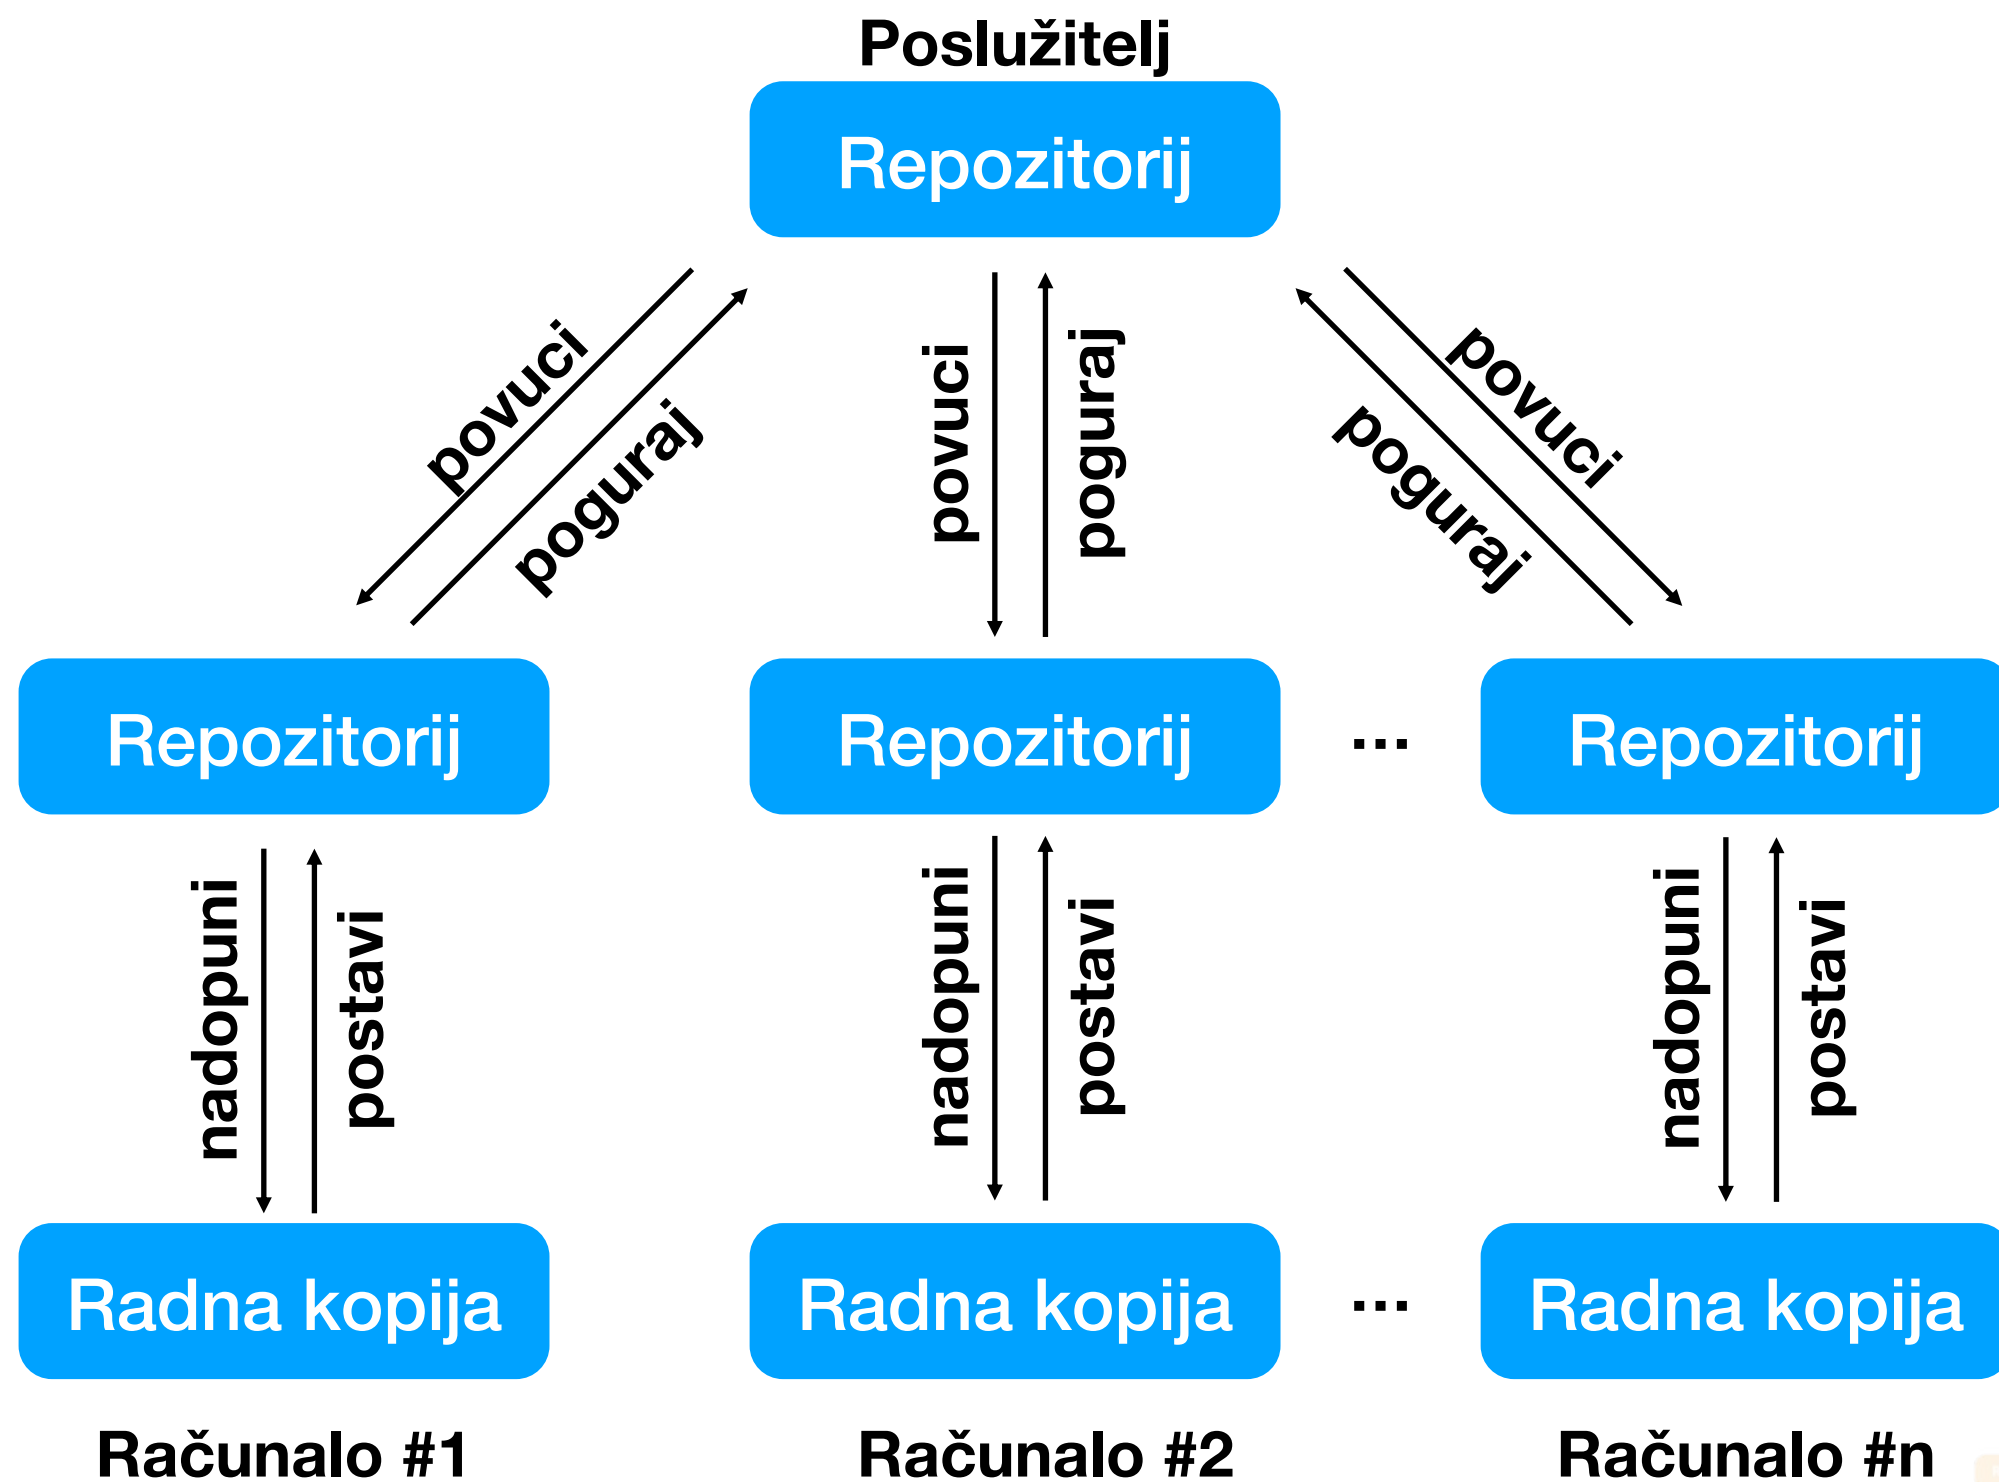 Poslužitelj
Repozitorij
povuci
poguraj
povuci
poguraj
povuci
poguraj
Repozitorij
Repozitorij
...
Repozitorij
nadopuni
postavi
nadopuni
postavi
nadopuni
postavi
Radna kopija
Radna kopija
...
Radna kopija
Računalo #1
Računalo #2
Računalo #n